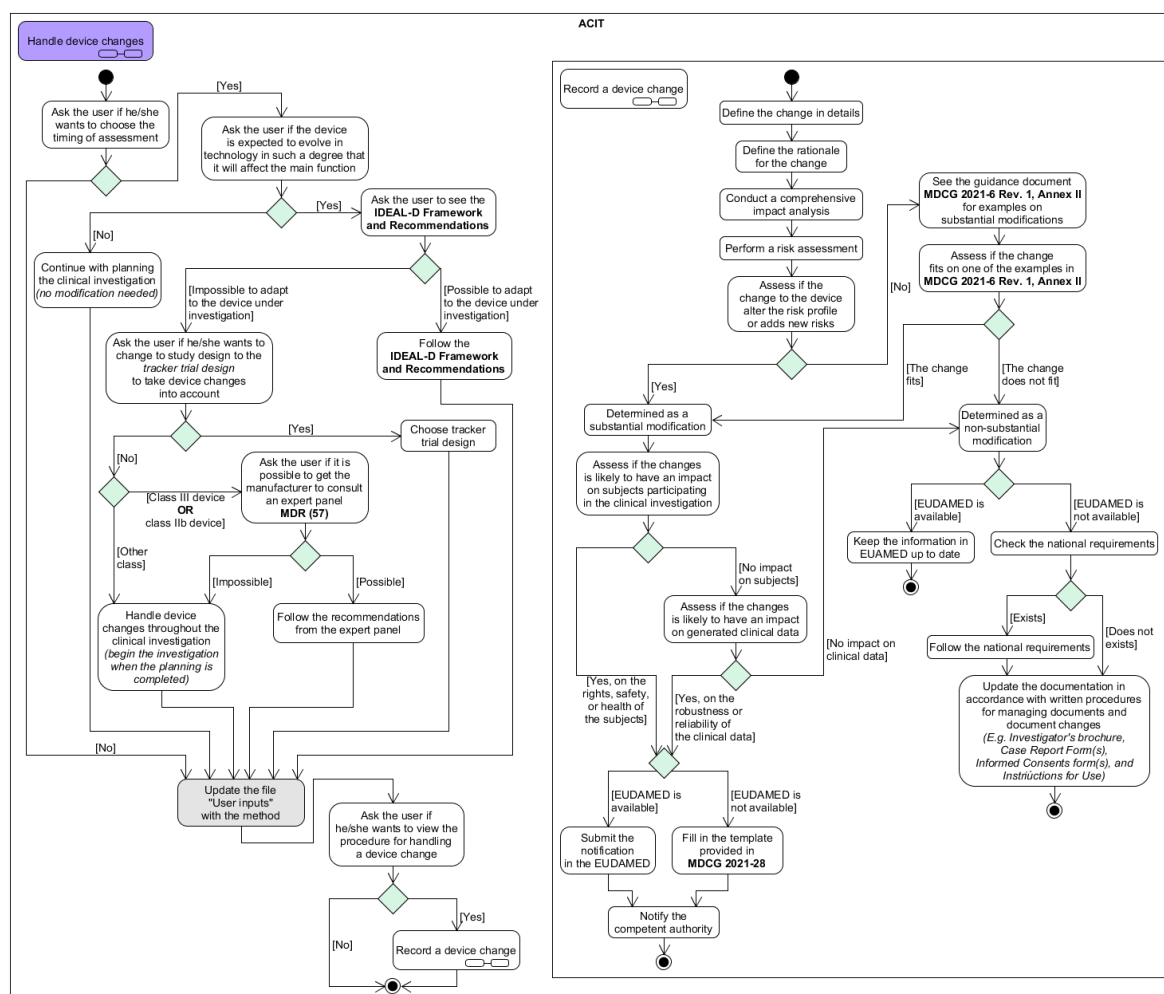 ACIT
Handle device changes
Ask the user if he/she
wants to choose the
timing of assessment
[Yes]
Ask the user if the device
is expected to evolve in
technology in such a degree that
it will affect the main function
[No]
Continue with planning
the clinical investigation
(no modification needed)
[Yes]
Ask the user to see the
IDEAL-D Framework
and Recommendations
[Impossible to adapt
to the device under
investigation]
[Possible to adapt
to the device under
investigation]
Ask the user if he/she wants to
change to study design to the
tracker trial design
to take device changes
into account
Follow the
IDEAL-D Framework
and Recommendations
[Yes]
Choose tracker
trial design
[No]
[Class III device
OR
class IIb device]
Ask the user if it is
possible to get the
manufacturer to consult
an expert panel
MDR (57)
[Other
class]
[Impossible]
[Possible]
Handle device
changes throughout the
clinical investigation
(begin the investigation
when the planning is
completed)
Follow the recommendations
from the expert panel
[No]
Update the file
"User inputs"
with the method
Ask the user if
he/she wants to view the
procedure for handling
a device change
[No]
[Yes]
Record a device change
Record a device change
Define the change in details
Define the rationale
for the change
Conduct a comprehensive
impact analysis
Perform a risk assessment
Assess if the
change to the device
alter the risk profile
or adds new risks
[No]
See the guidance document
MDCG 2021-6 Rev. 1, Annex II
for examples on
substantial modifications
Assess if the change
fits on one of the examples in
MDCG 2021-6 Rev. 1, Annex II
[Yes]
[The change
fits]
[The change
does not fit]
Determined as a
substantial modification
Determined as a
non-substantial
modification
Assess if the changes
is likely to have an impact
on subjects participating
in the clinical investigation
[No impact
on subjects]
Assess if the changes
is likely to have an impact
on generated clinical data
[No impact on
clinical data]
[Yes, on the
rights, safety,
or health of
the subjects]
[Yes, on the
robustness or
reliability of
the clinical data]
[EUDAMED is
available]
[EUDAMED is
not available]
Submit the
notification
in the EUDAMED
Fill in the template
provided in
MDCG 2021-28
Notify the
competent authority
[EUDAMED is
available]
[EUDAMED is
not available]
Keep the information in
EUAMED up to date
Check the national requirements
[Exists]
[Does not
exists]
Follow the national requirements
Update the documentation in
accordance with written procedures
for managing documents and
document changes
(E.g. Investigator's brochure,
Case Report Form(s),
Informed Consents form(s), and
Instriúctions for Use)